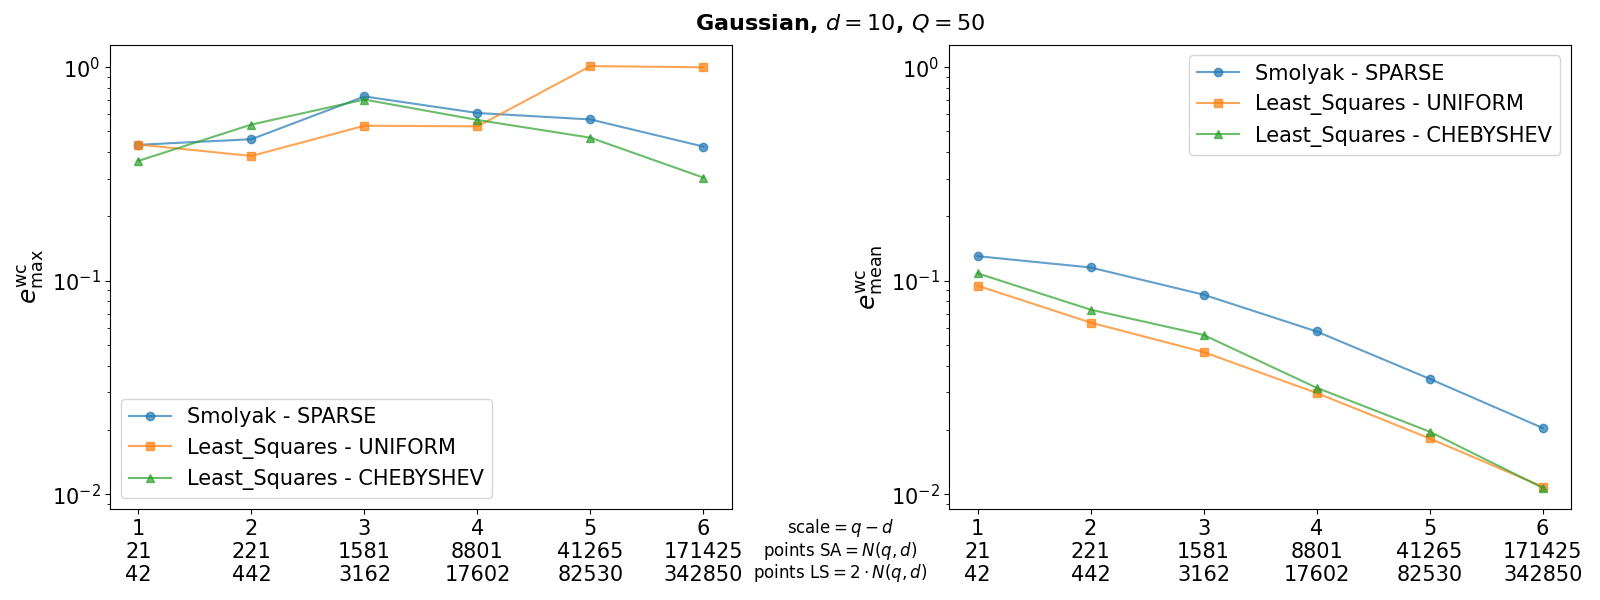 Gaussian, d = 10, Q = 50
10⁰
10⁻¹
10⁻²
e^wc_max
Smolyak - SPARSE
Least_Squares - UNIFORM
Least_Squares - CHEBYSHEV
1 2 3 4 5 6
21 221 1581 8801 41265 171425
42 442 3162 17602 82530 342850
scale = q − d
points SA = N(q, d)
points LS = 2 · N(q, d)
10⁰
10⁻¹
10⁻²
e^wc_mean
Smolyak - SPARSE
Least_Squares - UNIFORM
Least_Squares - CHEBYSHEV
1 2 3 4 5 6
21 221 1581 8801 41265 171425
42 442 3162 17602 82530 342850